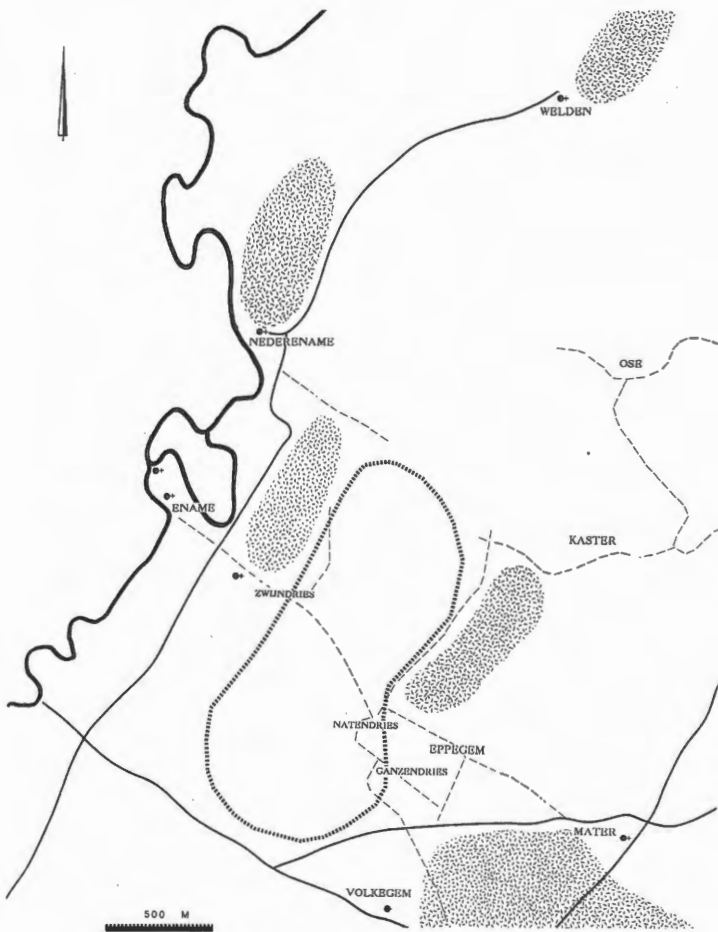 WELDEN
NEDERENAME
OSE
ENAME
KASTER
ZWIJNDRIES
NATENDRIES
EPPEGEM
GANZENDRIES
MATER
VOLKEGEM
500 M